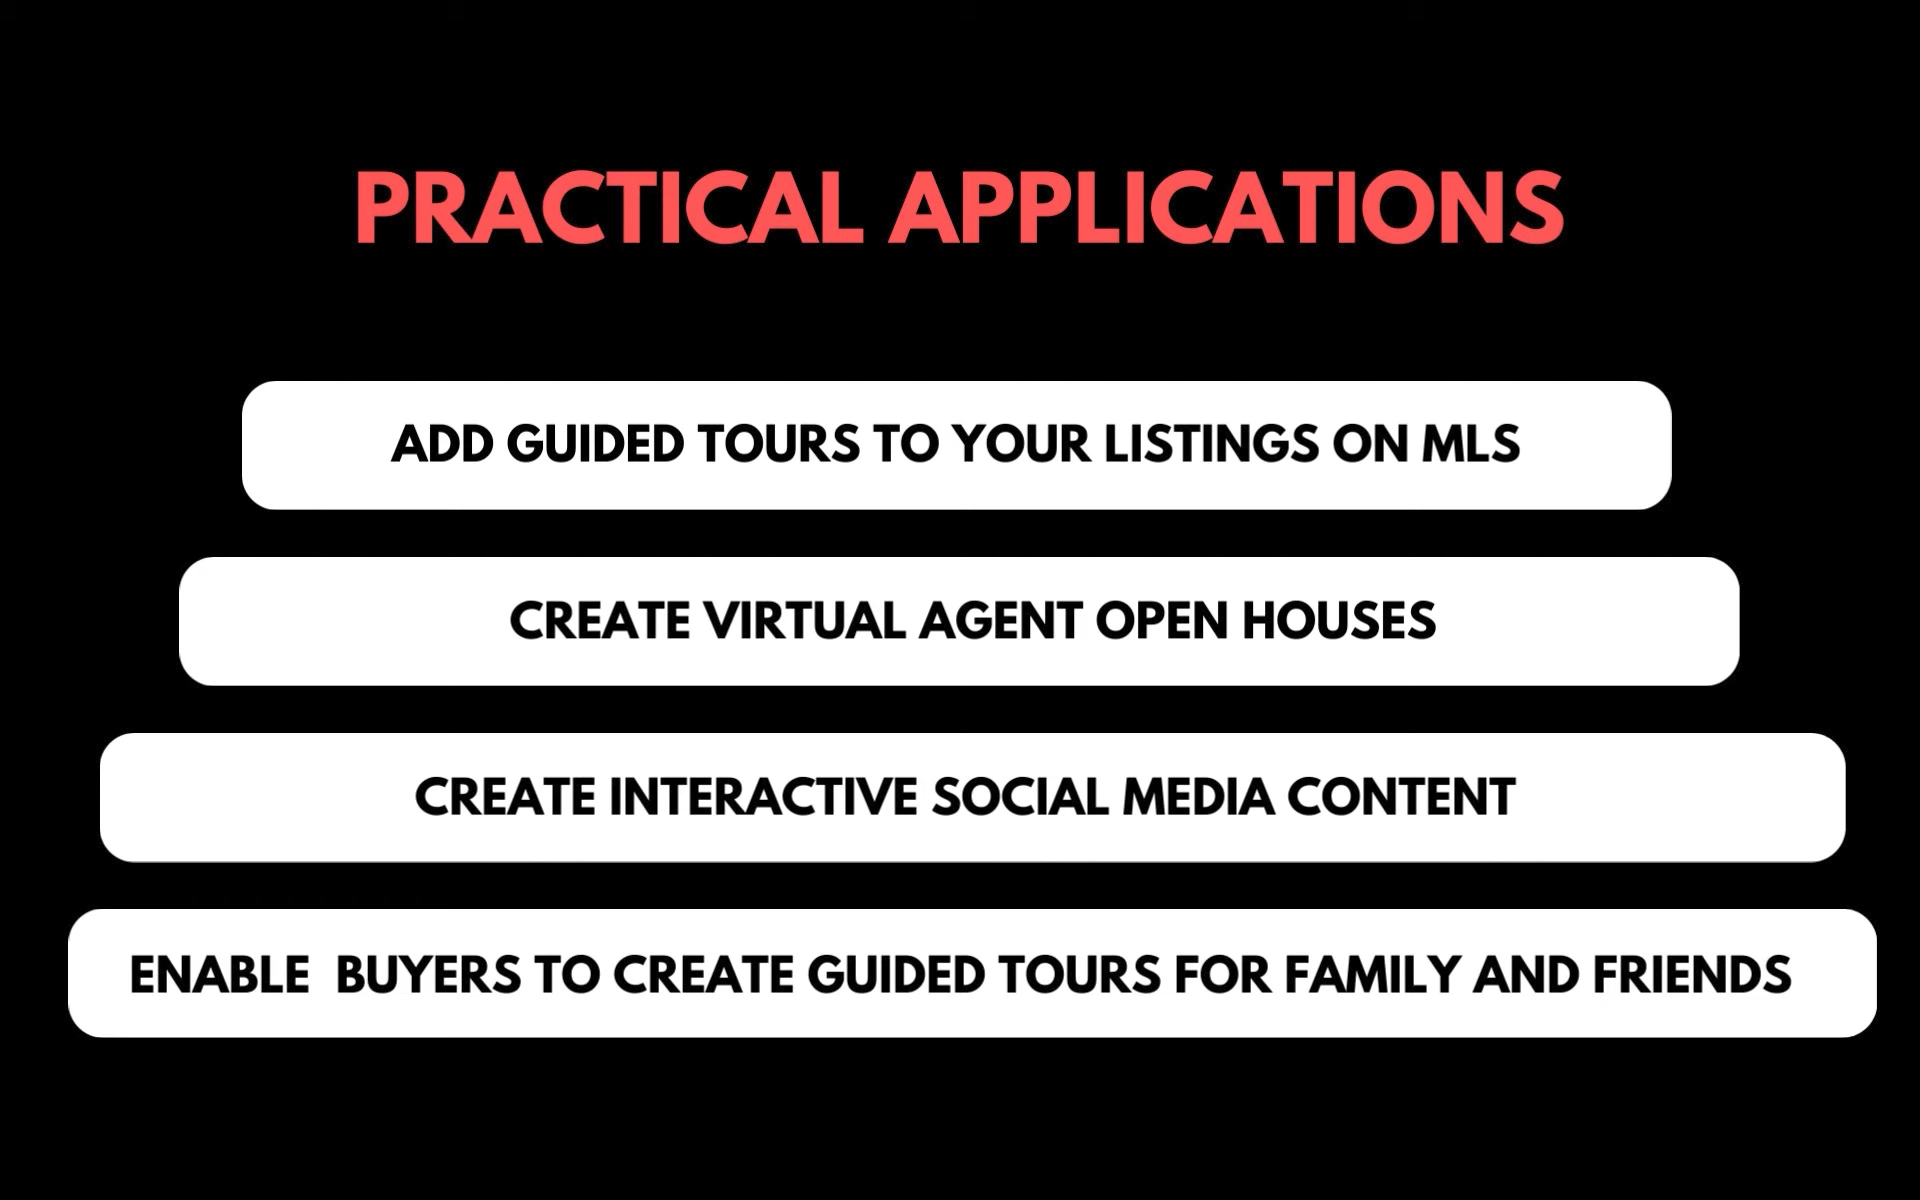 PRACTICAL APPLICATIONS
ADD GUIDED TOURS TO YOUR LISTINGS ON MLS
CREATE VIRTUAL AGENT OPEN HOUSES
CREATE INTERACTIVE SOCIAL MEDIA CONTENT
ENABLE  BUYERS TO CREATE GUIDED TOURS FOR FAMILY AND FRIENDS